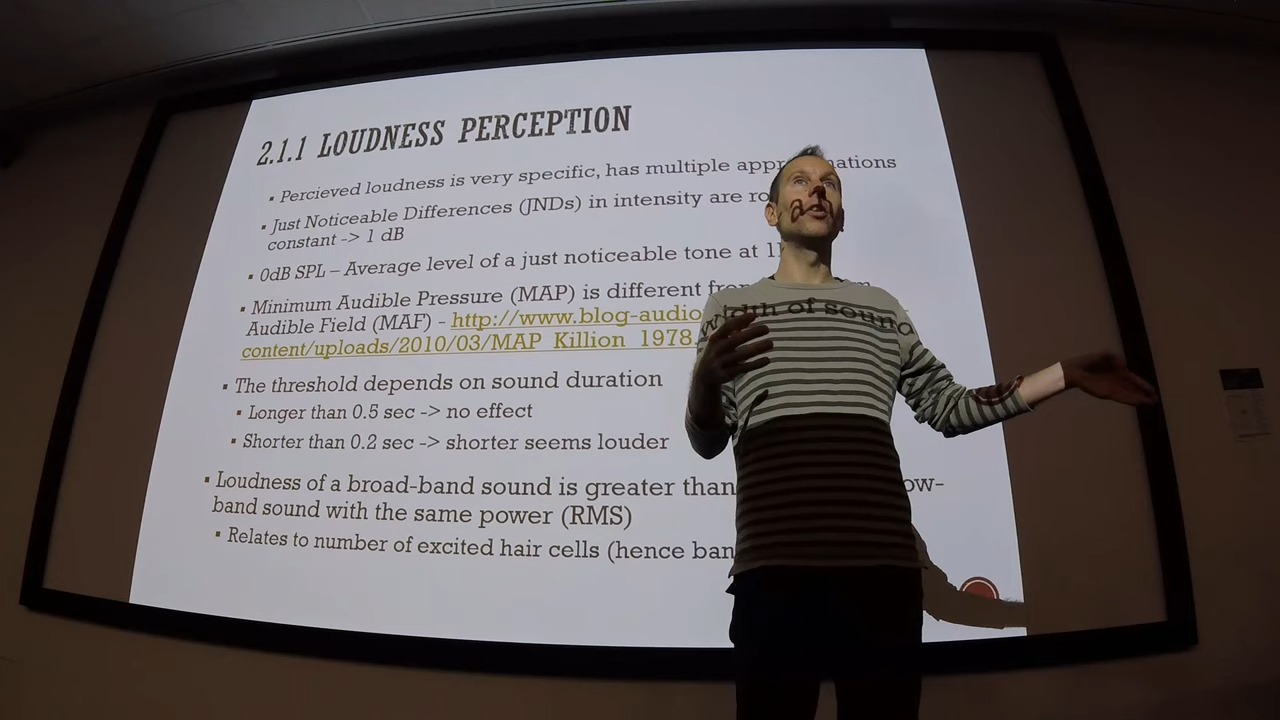 2.1.1 LOUDNESS PERCEPTION
▪ Percieved loudness is very specific, has multiple
▪ Just Noticeable Differences (JNDs) in intensity are
constant -> 1 dB
▪ 0dB SPL – Average level of a just noticeable tone at
▪ Minimum Audible Pressure (MAP) is different
Audible Field (MAF) - http://www.blog-audio
content/uploads/2010/03/MAP_Killion_1978.
▪ The threshold depends on sound duration
▪ Longer than 0.5 sec -> no effect
▪ Shorter than 0.2 sec -> shorter seems louder
width of sound
▪ Loudness of a broad-band sound is greater than
band sound with the same power (RMS)
▪ Relates to number of excited hair cells (hence